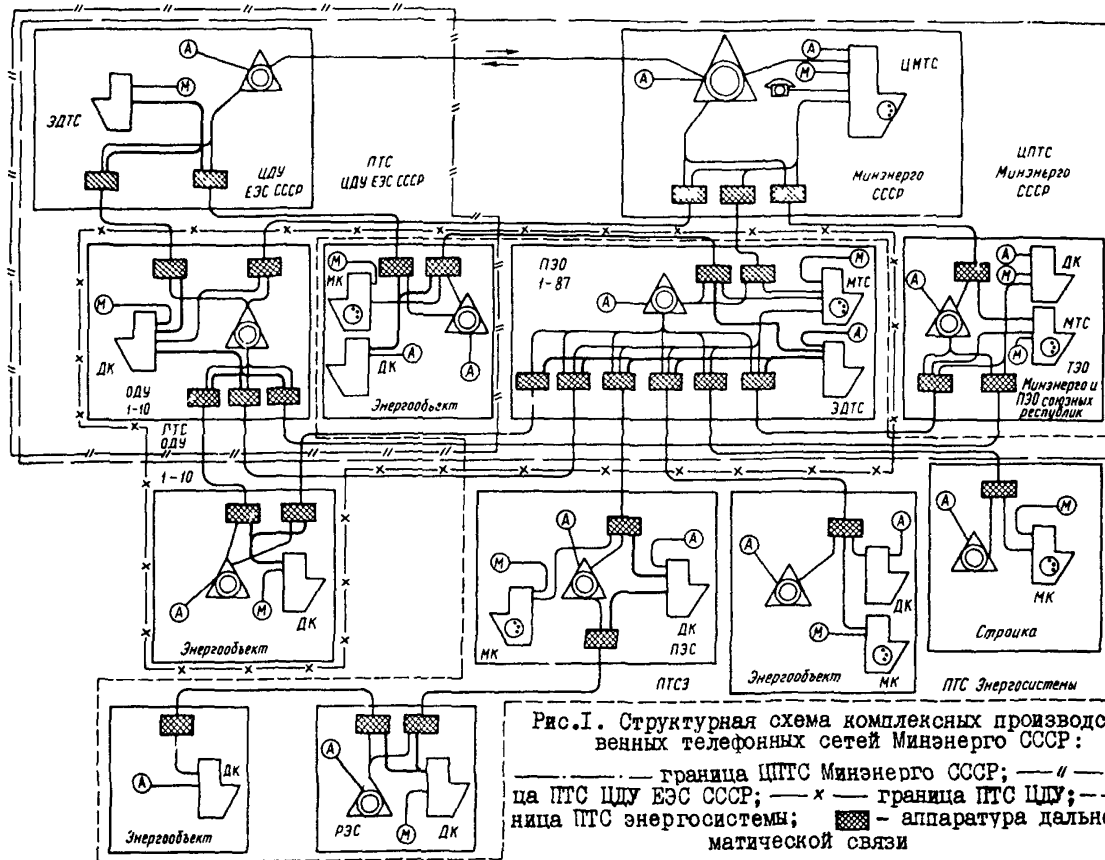 А
М
ЭДТС
ЦДУ
ЕЭС СССР
ПТС
ЦДУ ЕЭС СССР
А
А
М
ЦМТС
Минэнерго
СССР
ЦПТС
Минэнерго
СССР
М
ДК
ОДУ
1-10
ПТС
ОДУ
1-10
М
МК
ДК
А
А
Энергообъект
ПЭО
1-87
А
М
МТС
А
ЭДТС
А
А
М
ДК
МТС
М
ТЭО
Минэнерго и
ПЭО союзных
республик
А
М
ДК
Энергообъект
М
А
А
МК
ДК
ПЭС
ПТСЭ
А
А
ДК
М
МК
Энергообъект
А
М
МК
Стройка
ПТС Энергосистемы
А
ДК
Энергообъект
А
РЭС
М
ДК
Рис.I. Структурная схема комплексных производс
венных телефонных сетей Минэнерго СССР:
— · — граница ЦПТС Минэнерго СССР; — // —
ца ПТС ЦДУ ЕЭС СССР; — х — граница ПТС ЦДУ; - -
ница ПТС энергосистемы; - аппаратура дально
матической связи